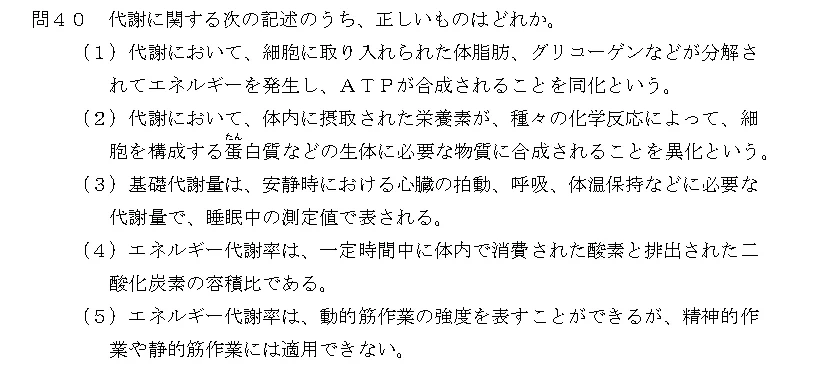 問40 代謝に関する次の記述のうち、正しいものはどれか。
(1)代謝において、細胞に取り入れられた体脂肪、グリコーゲンなどが分解さ
れてエネルギーを発生し、ATPが合成されることを同化という。
(2)代謝において、体内に摂取された栄養素が、種々の化学反応によって、細
たん
胞を構成する蛋白質などの生体に必要な物質に合成されることを異化という。
(3)基礎代謝量は、安静時における心臓の拍動、呼吸、体温保持などに必要な
代謝量で、睡眠中の測定値で表される。
(4)エネルギー代謝率は、一定時間中に体内で消費された酸素と排出された二
酸化炭素の容積比である。
(5)エネルギー代謝率は、動的筋作業の強度を表すことができるが、精神的作
業や静的筋作業には適用できない。